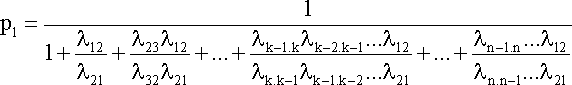 p₁ = 1 / (1 + λ₁₂/λ₂₁ + λ₂₃λ₁₂/λ₃₂λ₂₁ + ... + λₖ₋₁.ₖλₖ₋₂.ₖ₋₁...λ₁₂/λₖ.ₖ₋₁λₖ₋₁.ₖ₋₂...λ₂₁ + ... + λₙ₋₁.ₙ...λ₁₂/λₙ.ₙ₋₁...λ₂₁)